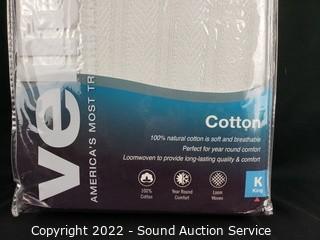 vel
AMERICA'S MOST TR
Cotton
100% natural cotton is soft and breathable
Perfect for year round comfort
Loomwoven to provide long-lasting quality & comfort
100% Cotton
Year Round Comfort
Loom Woven
K
King
Copyright 2022 - Sound Auction Service